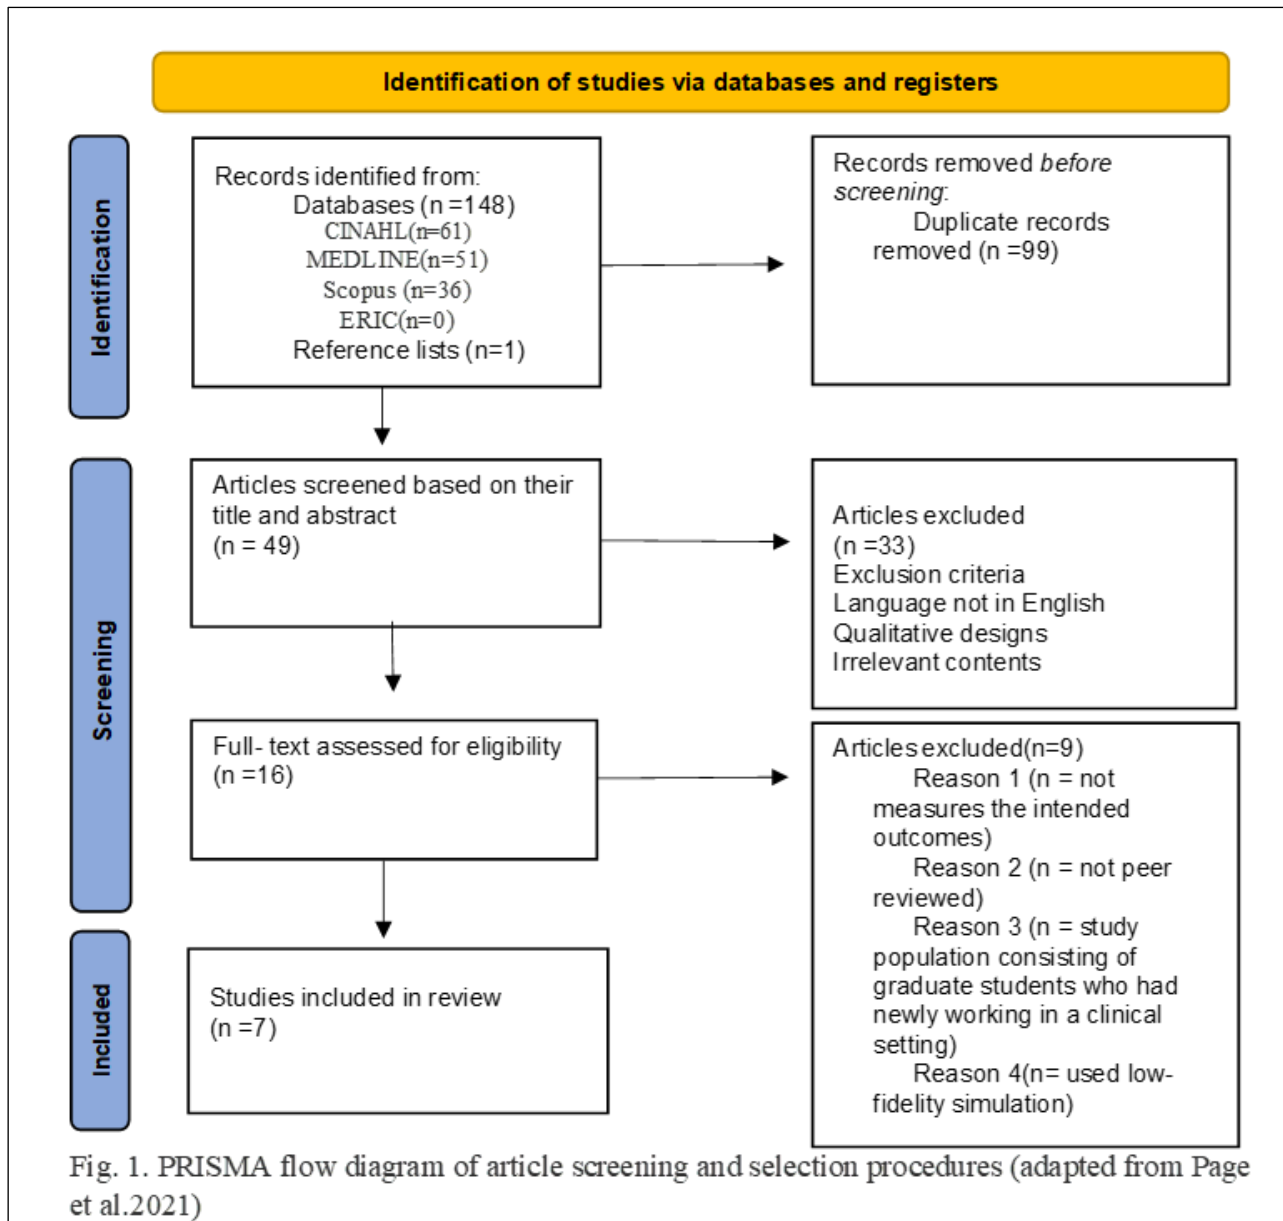 Identification of studies via databases and registers
Identification
Records identified from:
Databases (n =148)
CINAHL(n=61)
MEDLINE(n=51)
Scopus (n=36)
ERIC(n=0)
Reference lists (n=1)
Records removed before
screening:
Duplicate records
removed (n =99)
Screening
Articles screened based on their
title and abstract
(n = 49)
Articles excluded
(n =33)
Exclusion criteria
Language not in English
Qualitative designs
Irrelevant contents
Full- text assessed for eligibility
(n =16)
Articles excluded(n=9)
Reason 1 (n = not
measures the intended
outcomes)
Reason 2 (n = not peer
reviewed)
Reason 3 (n = study
population consisting of
graduate students who had
newly working in a clinical
setting)
Reason 4(n= used low-
fidelity simulation)
Included
Studies included in review
(n =7)
Fig. 1. PRISMA flow diagram of article screening and selection procedures (adapted from Page
et al.2021)